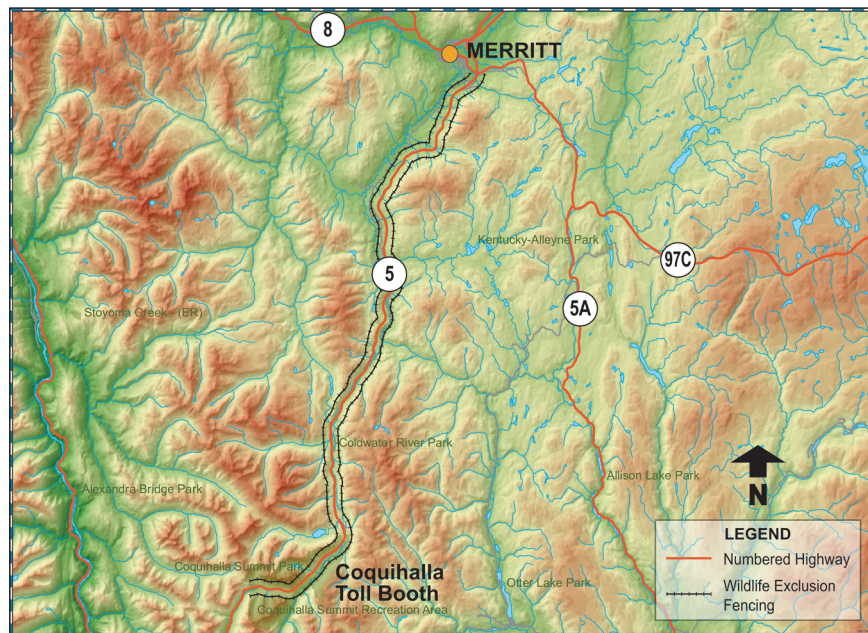 8
MERRITT
Kentucky-Alleyne Park
97C
5
5A
Stoyoma Creek - (ER)
Coldwater River Park
Allison Lake Park
Alexandra Bridge Park
N
LEGEND
Numbered Highway
Wildlife Exclusion
Fencing
Coquihalla Summit Park
Coquihalla
Toll Booth
Otter Lake Park
Coquihalla Summit Recreation Area